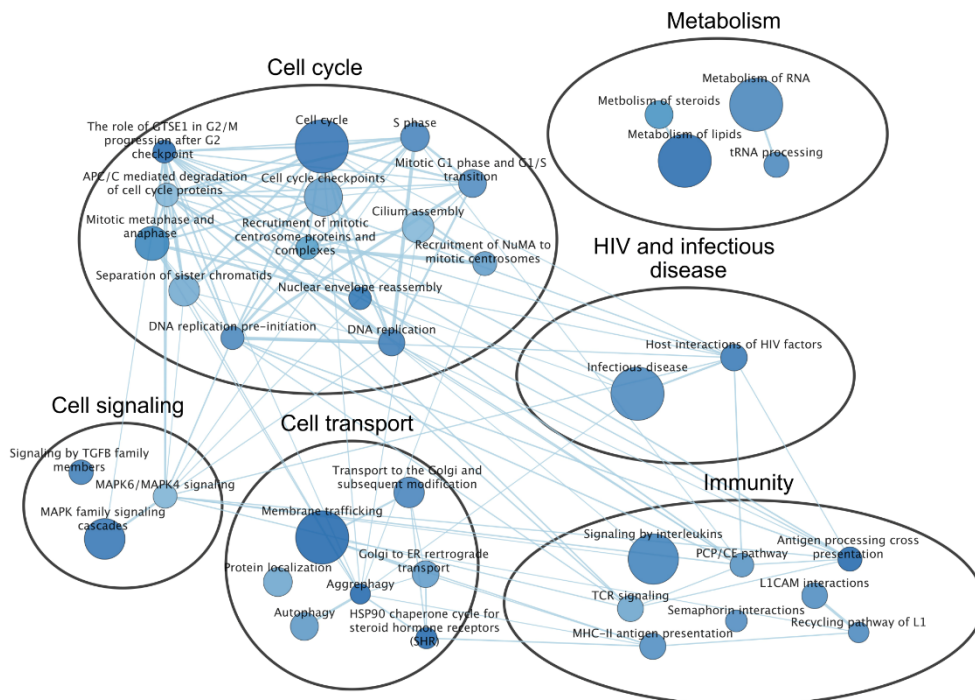 Metabolism
Metabolism of RNA
Metbolism of steroids
Metabolism of lipids
tRNA processing
Cell cycle
The role of GTSE1 in G2/M
progression after G2
checkpoint
Cell cycle
S phase
APC/C mediated degradation
of cell cycle proteins
Cell cycle checkpoints
Mitotic G1 phase and G1/S
transition
Mitotic metaphase and
anaphase
Recrutiment of mitotic
centrosome proteins and
complexes
Cilium assembly
Recruitment of NuMA to
mitotic centrosomes
Separation of sister chromatids
Nuclear envelope reassembly
DNA replication pre-initiation
DNA replication
HIV and infectious
disease
Host interactions of HIV factors
Infectious disease
Cell signaling
Signaling by TGFB family
members
MAPK6/MAPK4 signaling
MAPK family signaling
cascades
Cell transport
Transport to the Golgi and
subsequent modification
Membrane trafficking
Golgi to ER rertrograde
transport
Protein localization
Aggrephagy
Autophagy
HSP90 chaperone cycle for
steroid hormone receptors
(SHR)
Immunity
Signaling by interleukins
PCP/CE pathway
Antigen processing cross
presentation
L1CAM interactions
TCR signaling
Semaphorin interactions
Recycling pathway of L1
MHC-II antigen presentation